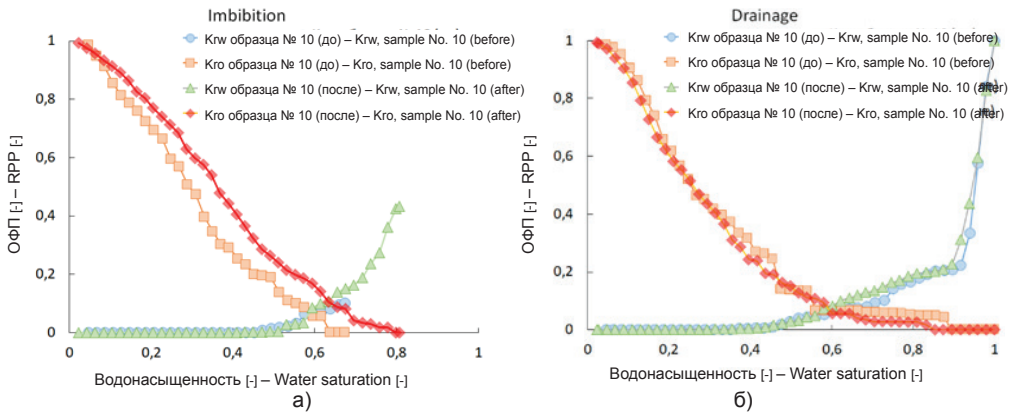 а)
Imbibition
Krw образца № 10 (до) – Krw, sample No. 10 (before)
Kro образца № 10 (до) – Kro, sample No. 10 (before)
Krw образца № 10 (после) – Krw, sample No. 10 (after)
Kro образца № 10 (после) – Kro, sample No. 10 (after)
ОФП [-] – RPP [-]
1
0,8
0,6
0,4
0,2
0
0 0,2 0,4 0,6 0,8 1
Водонасыщенность [-] – Water saturation [-]
а)
б)
Drainage
Krw образца № 10 (до) – Krw, sample No. 10 (before)
Kro образца № 10 (до) – Kro, sample No. 10 (before)
Krw образца № 10 (после) – Krw, sample No. 10 (after)
Kro образца № 10 (после) – Kro, sample No. 10 (after)
ОФП [-] – RPP [-]
1
0,8
0,6
0,4
0,2
0
0 0,2 0,4 0,6 0,8 1
Водонасыщенность [-] – Water saturation [-]
б)